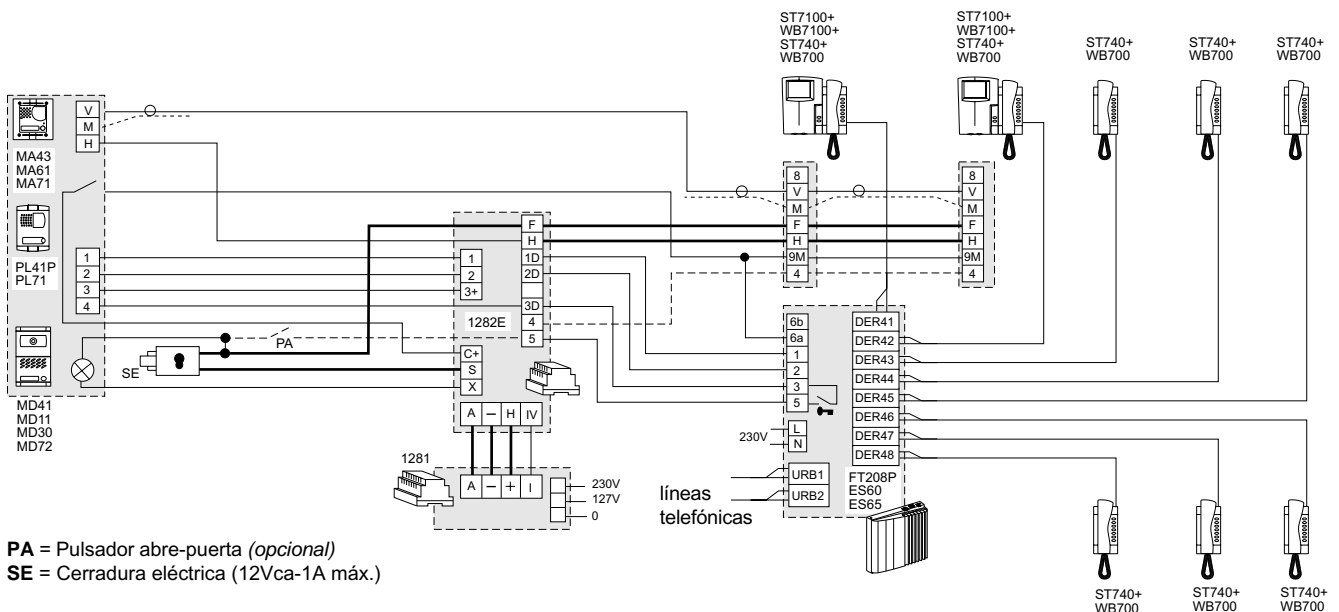 ST7100+
WB7100+
ST740+
WB700
ST7100+
WB7100+
ST740+
WB700
ST740+
WB700
ST740+
WB700
ST740+
WB700
V
M
H
MA43
MA61
MA71
PL41P
PL71
1
2
3
4
MD41
MD11
MD30
MD72
SE
PA
1
2
3+
1282E
C+
S
X
F
H
1D
2D
3D
4
5
A
–
H
IV
1281
A
–
+
I
230V
127V
0
8
V
M
F
H
9M
4
8
V
M
F
H
9M
4
6b
6a
1
2
3
5
230V
L
N
URB1
URB2
DER41
DER42
DER43
DER44
DER45
DER46
DER47
DER48
FT208P
ES60
ES65
líneas
telefónicas
ST740+
WB700
ST740+
WB700
ST740+
WB700
PA = Pulsador abre-puerta (opcional)
SE = Cerradura eléctrica (12Vca-1A máx.)